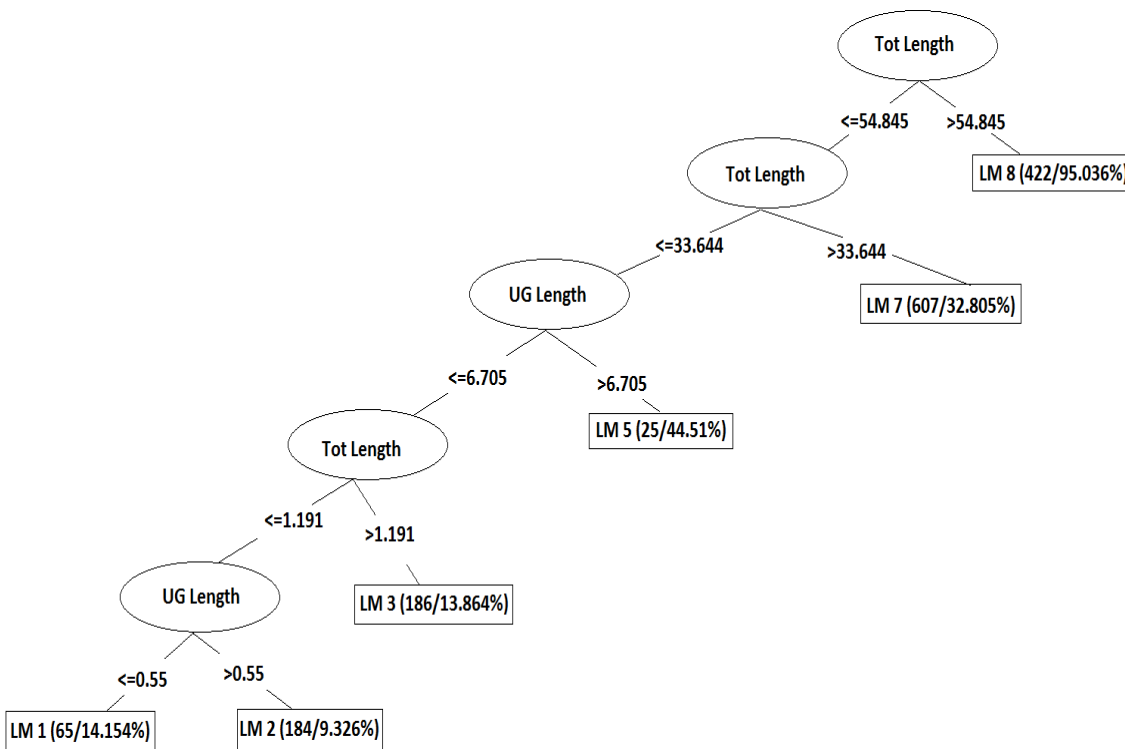 Tot Length
<=54.845
>54.845
Tot Length
LM 8 (422/95.036%)
<=33.644
>33.644
UG Length
LM 7 (607/32.805%)
<=6.705
>6.705
LM 5 (25/44.51%)
Tot Length
<=1.191
>1.191
UG Length
LM 3 (186/13.864%)
<=0.55
>0.55
LM 1 (65/14.154%)
LM 2 (184/9.326%)